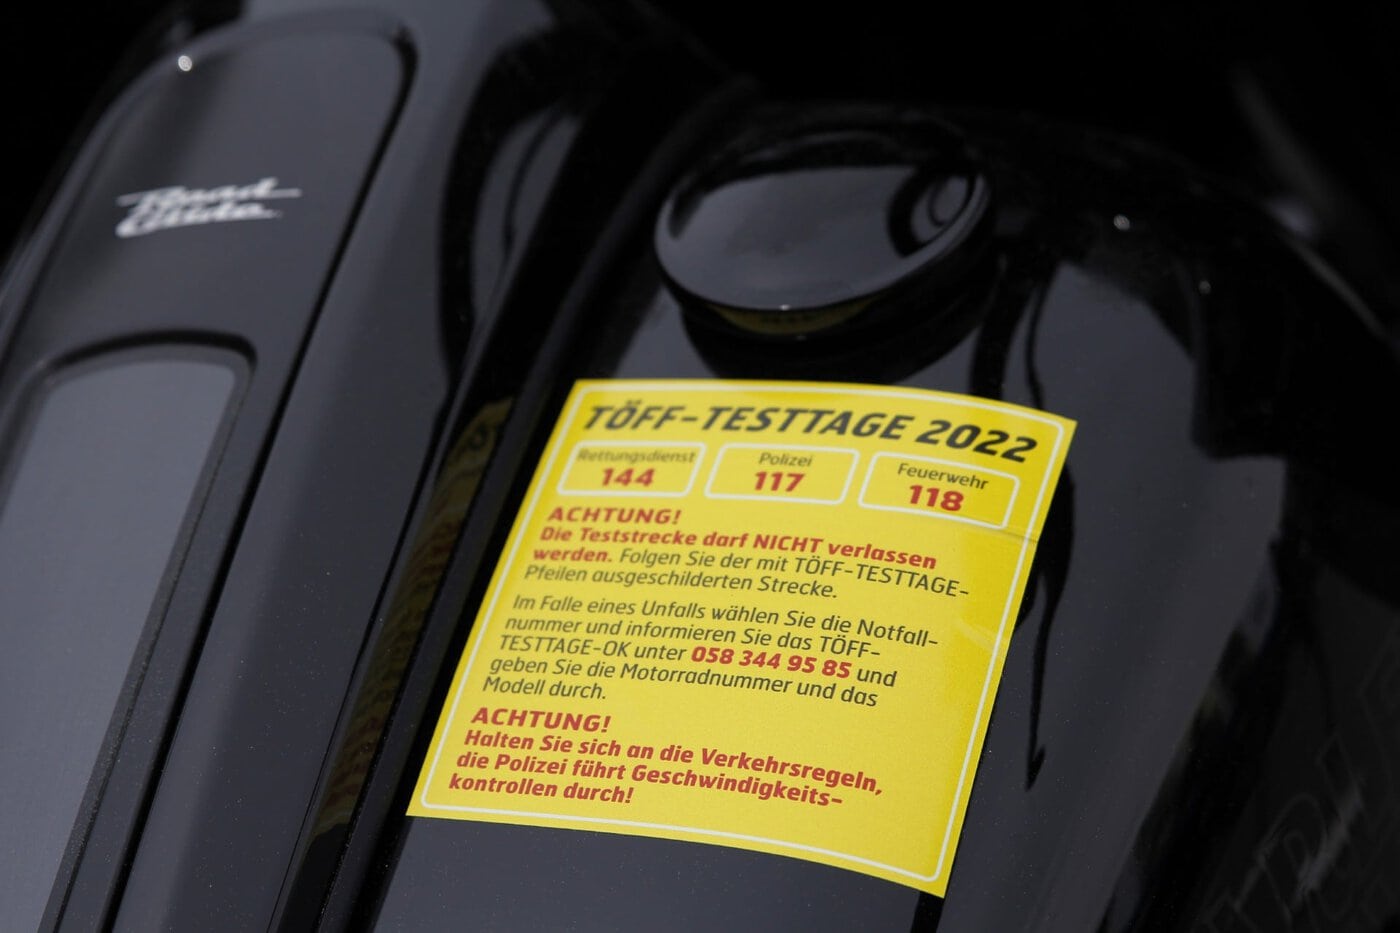 Road
Glide
TÖFF-TESTTAGE 2022
Rettungsdienst
144
Polizei
117
Feuerwehr
118
ACHTUNG!
Die Teststrecke darf NICHT verlassen
werden. Folgen Sie der mit TÖFF-TESTTAGE-
Pfeilen ausgeschilderten Strecke.
Im Falle eines Unfalls wählen Sie die Notfall-
nummer und informieren Sie das TÖFF-
TESTTAGE-OK unter 058 344 95 85 und
geben Sie die Motorradnummer und das
Modell durch.
ACHTUNG!
Halten Sie sich an die Verkehrsregeln,
die Polizei führt Geschwindigkeits-
kontrollen durch!